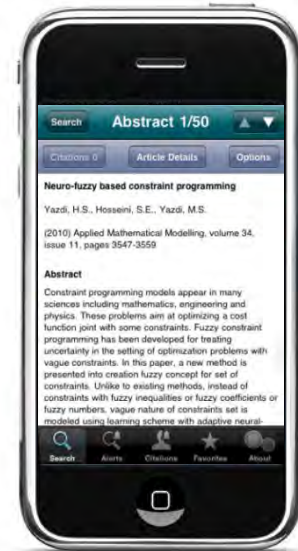 Search Abstract 1/50
Citations 0 Article Details Options
Neuro-fuzzy based constraint programming
Yazdi, H.S., Hosseini, S.E., Yazdi, M.S.
(2010) Applied Mathematical Modelling, volume 34,
issue 11, pages 3547-3559
Abstract
Constraint programming models appear in many
sciences including mathematics, engineering and
physics. These problems aim at optimizing a cost
function joint with some constraints. Fuzzy constraint
programming has been developed for treating
uncertainty in the setting of optimization problems with
vague constraints. In this paper, a new method is
presented into creation fuzzy concept for set of
constraints. Unlike to existing methods, instead of
constraints with fuzzy inequalities or fuzzy coefficients or
fuzzy numbers, vague nature of constraints set is
modeled using learning scheme with adaptive neural-
Search Alerts Citations Favorites About